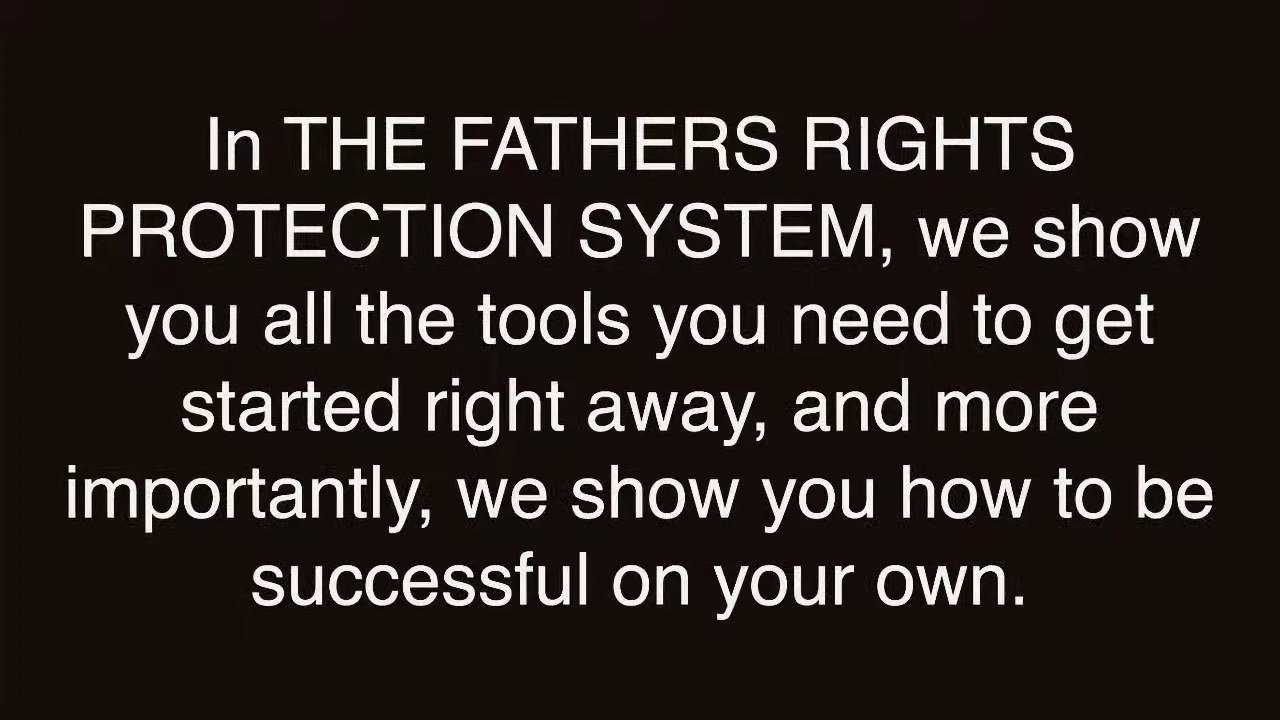 In THE FATHERS RIGHTS
PROTECTION SYSTEM, we show
you all the tools you need to get
started right away, and more
importantly, we show you how to be
successful on your own.